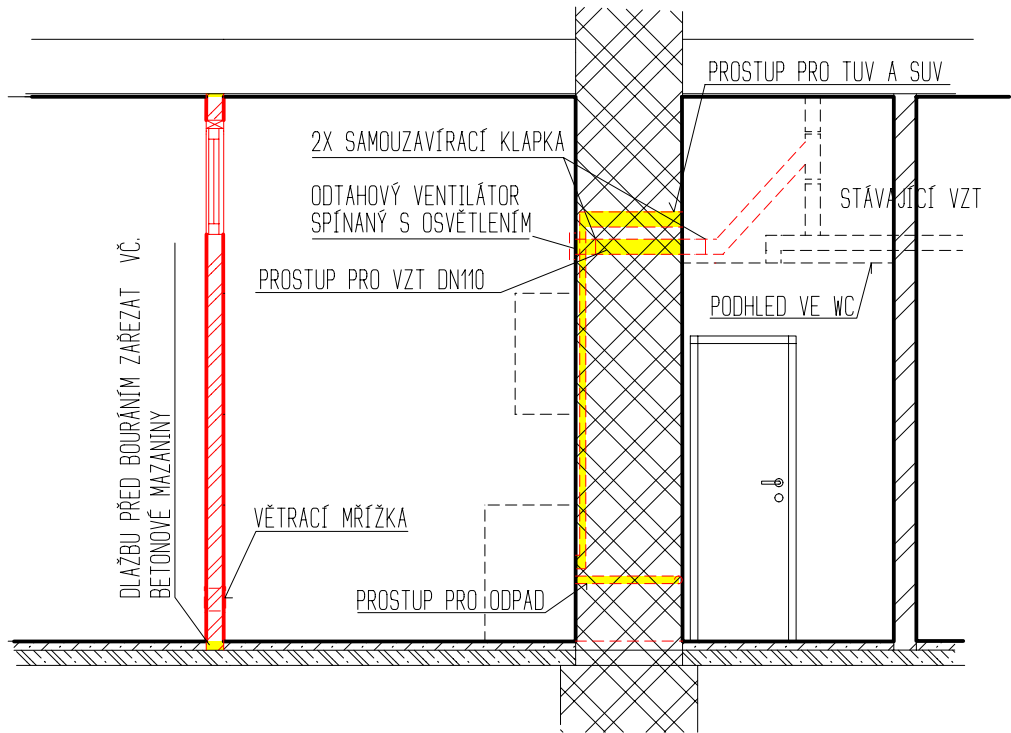 PROSTUP PRO TUV A SUV
2X SAMOUZAVÍRACÍ KLAPKA
ODTAHOVÝ VENTILÁTOR
SPÍNANÝ S OSVĚTLENÍM
STÁVAJÍCÍ VZT
PROSTUP PRO VZT DN110
PODHLED VE WC
DLAŽBU PŘED BOURÁNÍM ZAŘEZAT VČ.
BETONOVÉ MAZANINY
VĚTRACÍ MŘÍŽKA
PROSTUP PRO ODPAD